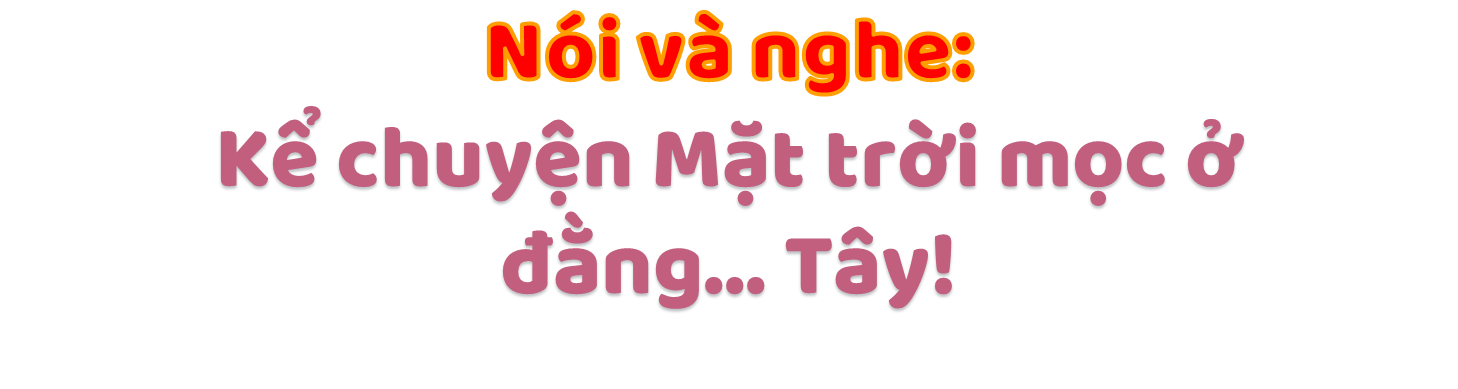 Nói và nghe:
Kể chuyện Mặt trời mọc ở
đằng... Tây!